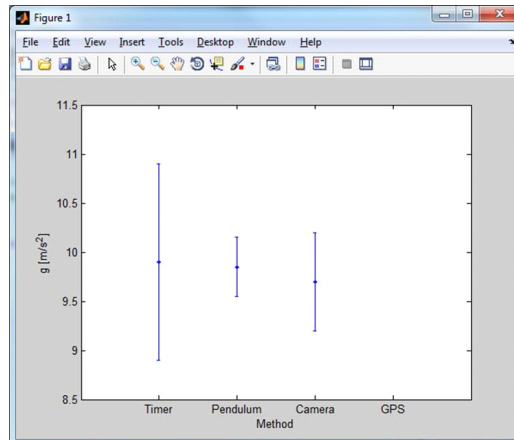 Figure 1
File Edit View Insert Tools Desktop Window Help
11.5
11
10.5
10
9.5
9
8.5
g [m/s²]
Timer Pendulum Camera GPS
Method